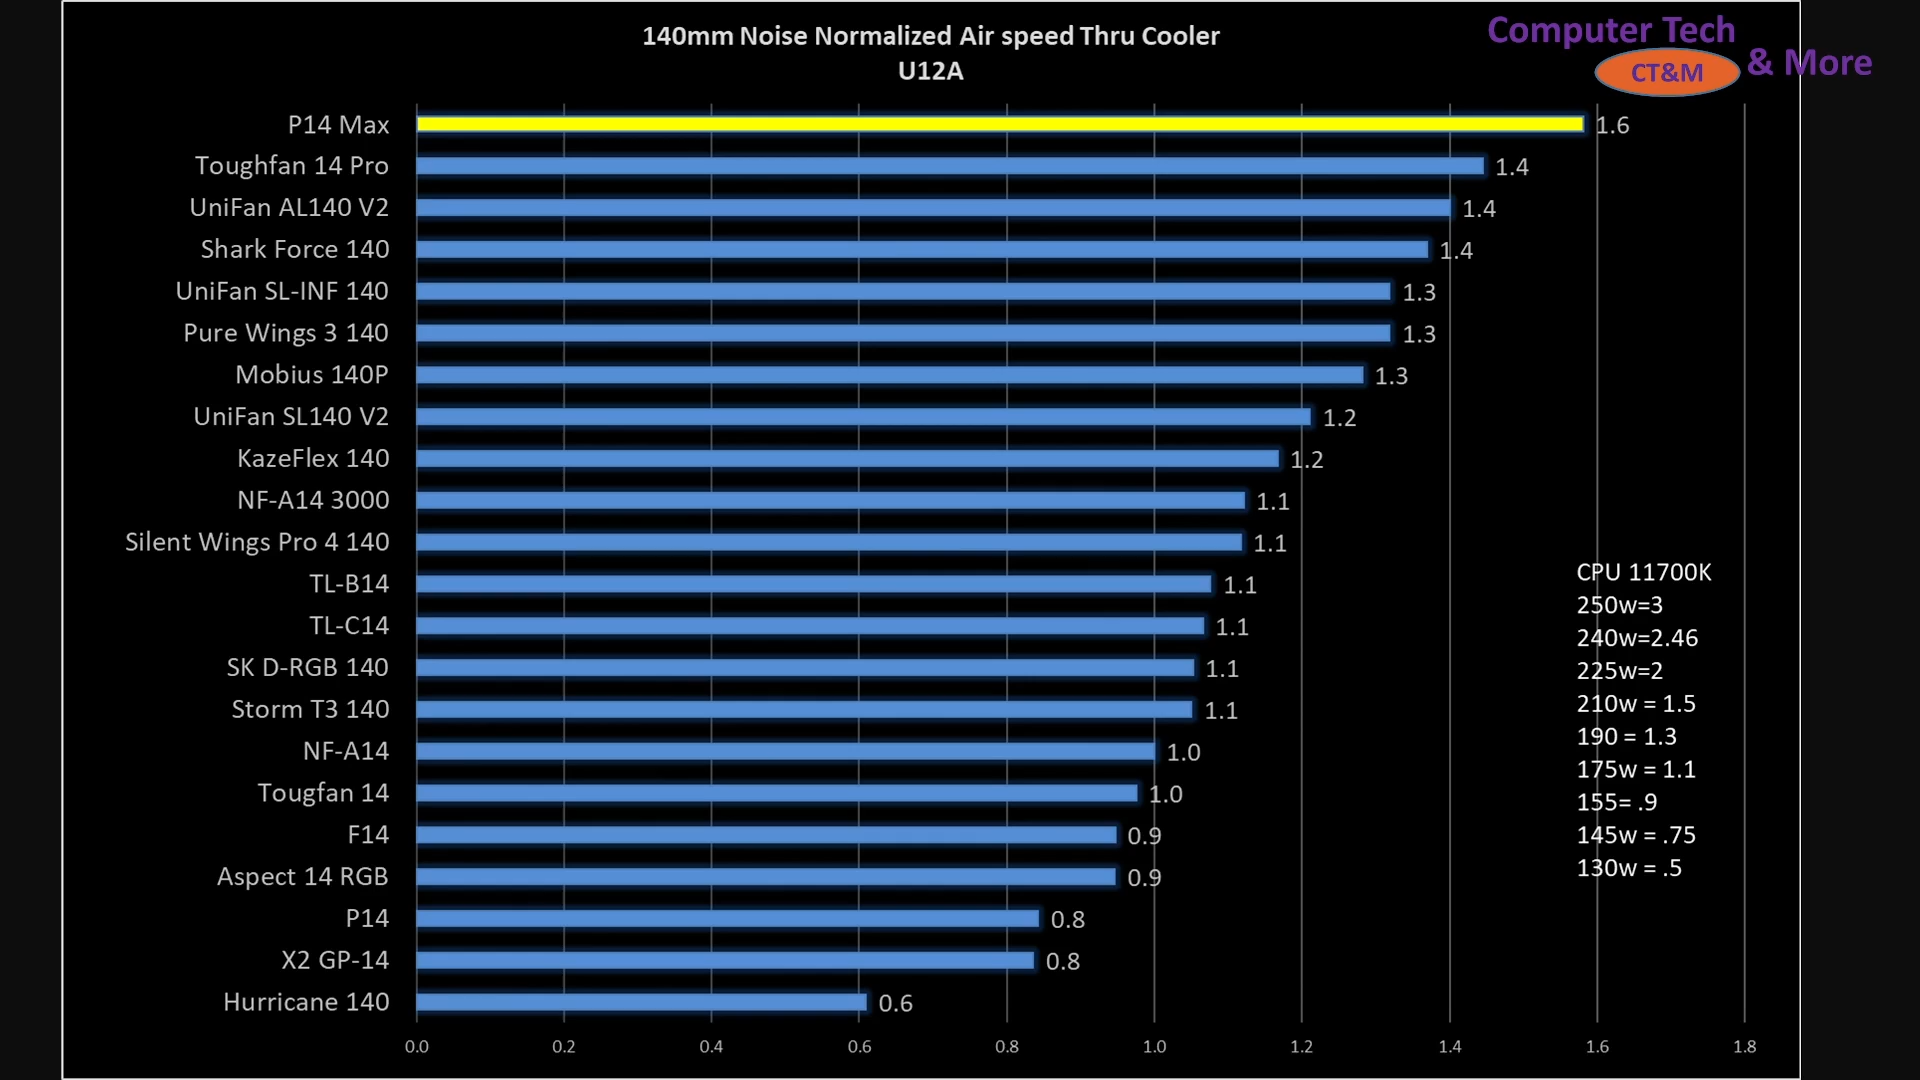 140mm Noise Normalized Air speed Thru Cooler
U12A
Computer Tech
CT&M
& More
P14 Max 1.6
Toughfan 14 Pro 1.4
UniFan AL140 V2 1.4
Shark Force 140 1.4
UniFan SL-INF 140 1.3
Pure Wings 3 140 1.3
Mobius 140P 1.3
UniFan SL140 V2 1.2
KazeFlex 140 1.2
NF-A14 3000 1.1
Silent Wings Pro 4 140 1.1
TL-B14 1.1
TL-C14 1.1
SK D-RGB 140 1.1
Storm T3 140 1.1
NF-A14 1.0
Tougfan 14 1.0
F14 0.9
Aspect 14 RGB 0.9
P14 0.8
X2 GP-14 0.8
Hurricane 140 0.6
CPU 11700K
250w=3
240w=2.46
225w=2
210w = 1.5
190 = 1.3
175w = 1.1
155= .9
145w = .75
130w = .5
0.0 0.2 0.4 0.6 0.8 1.0 1.2 1.4 1.6 1.8